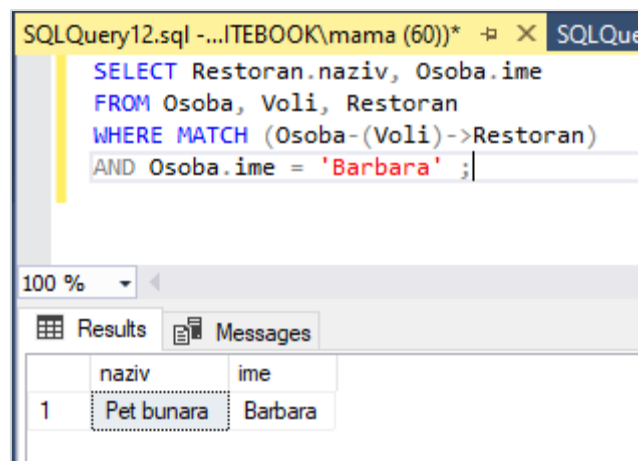 SQLQuery12.sql -...ITEBOOK\mama (60))* SQLQue
SELECT Restoran.naziv, Osoba.ime
FROM Osoba, Voli, Restoran
WHERE MATCH (Osoba-(Voli)->Restoran)
AND Osoba.ime = 'Barbara' ;
100 %
Results Messages
naziv ime
1 Pet bunara Barbara